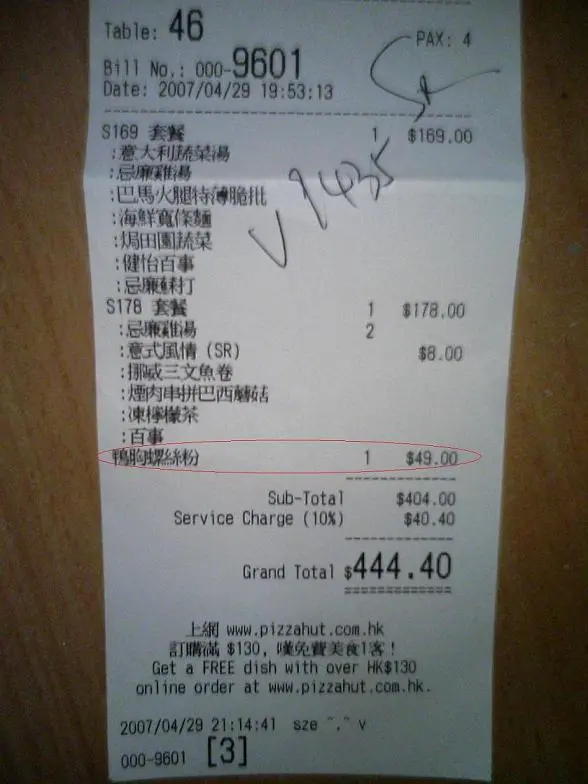 Table: 46
PAX: 4
Bill No.: 000-9601
Date: 2007/04/29 19:53:13
S169 套餐 1 $169.00
:意大利蔬菜湯
:忌廉雞湯
:巴馬火腿特薄脆批
:海鮮寬條麵
:焗田園蔬菜
:健怡百事
:忌廉蘇打
S178 套餐 1 $178.00
:忌廉雞湯 2
:意式風情 (SR) $8.00
:挪威三文魚卷
:煙肉串拼巴西蘑菇
:凍檸檬茶
:百事
鴨胸螺絲粉 1 $49.00
Sub-Total $404.00
Service Charge (10%) $40.40
Grand Total $444.40
上網 www.pizzahut.com.hk
訂購滿 $130, 嘆免費美食1客!
Get a FREE dish with over HK$130
online order at www.pizzahut.com.hk.
2007/04/29 21:14:41 sze ~.~ v
000-9601 [3]